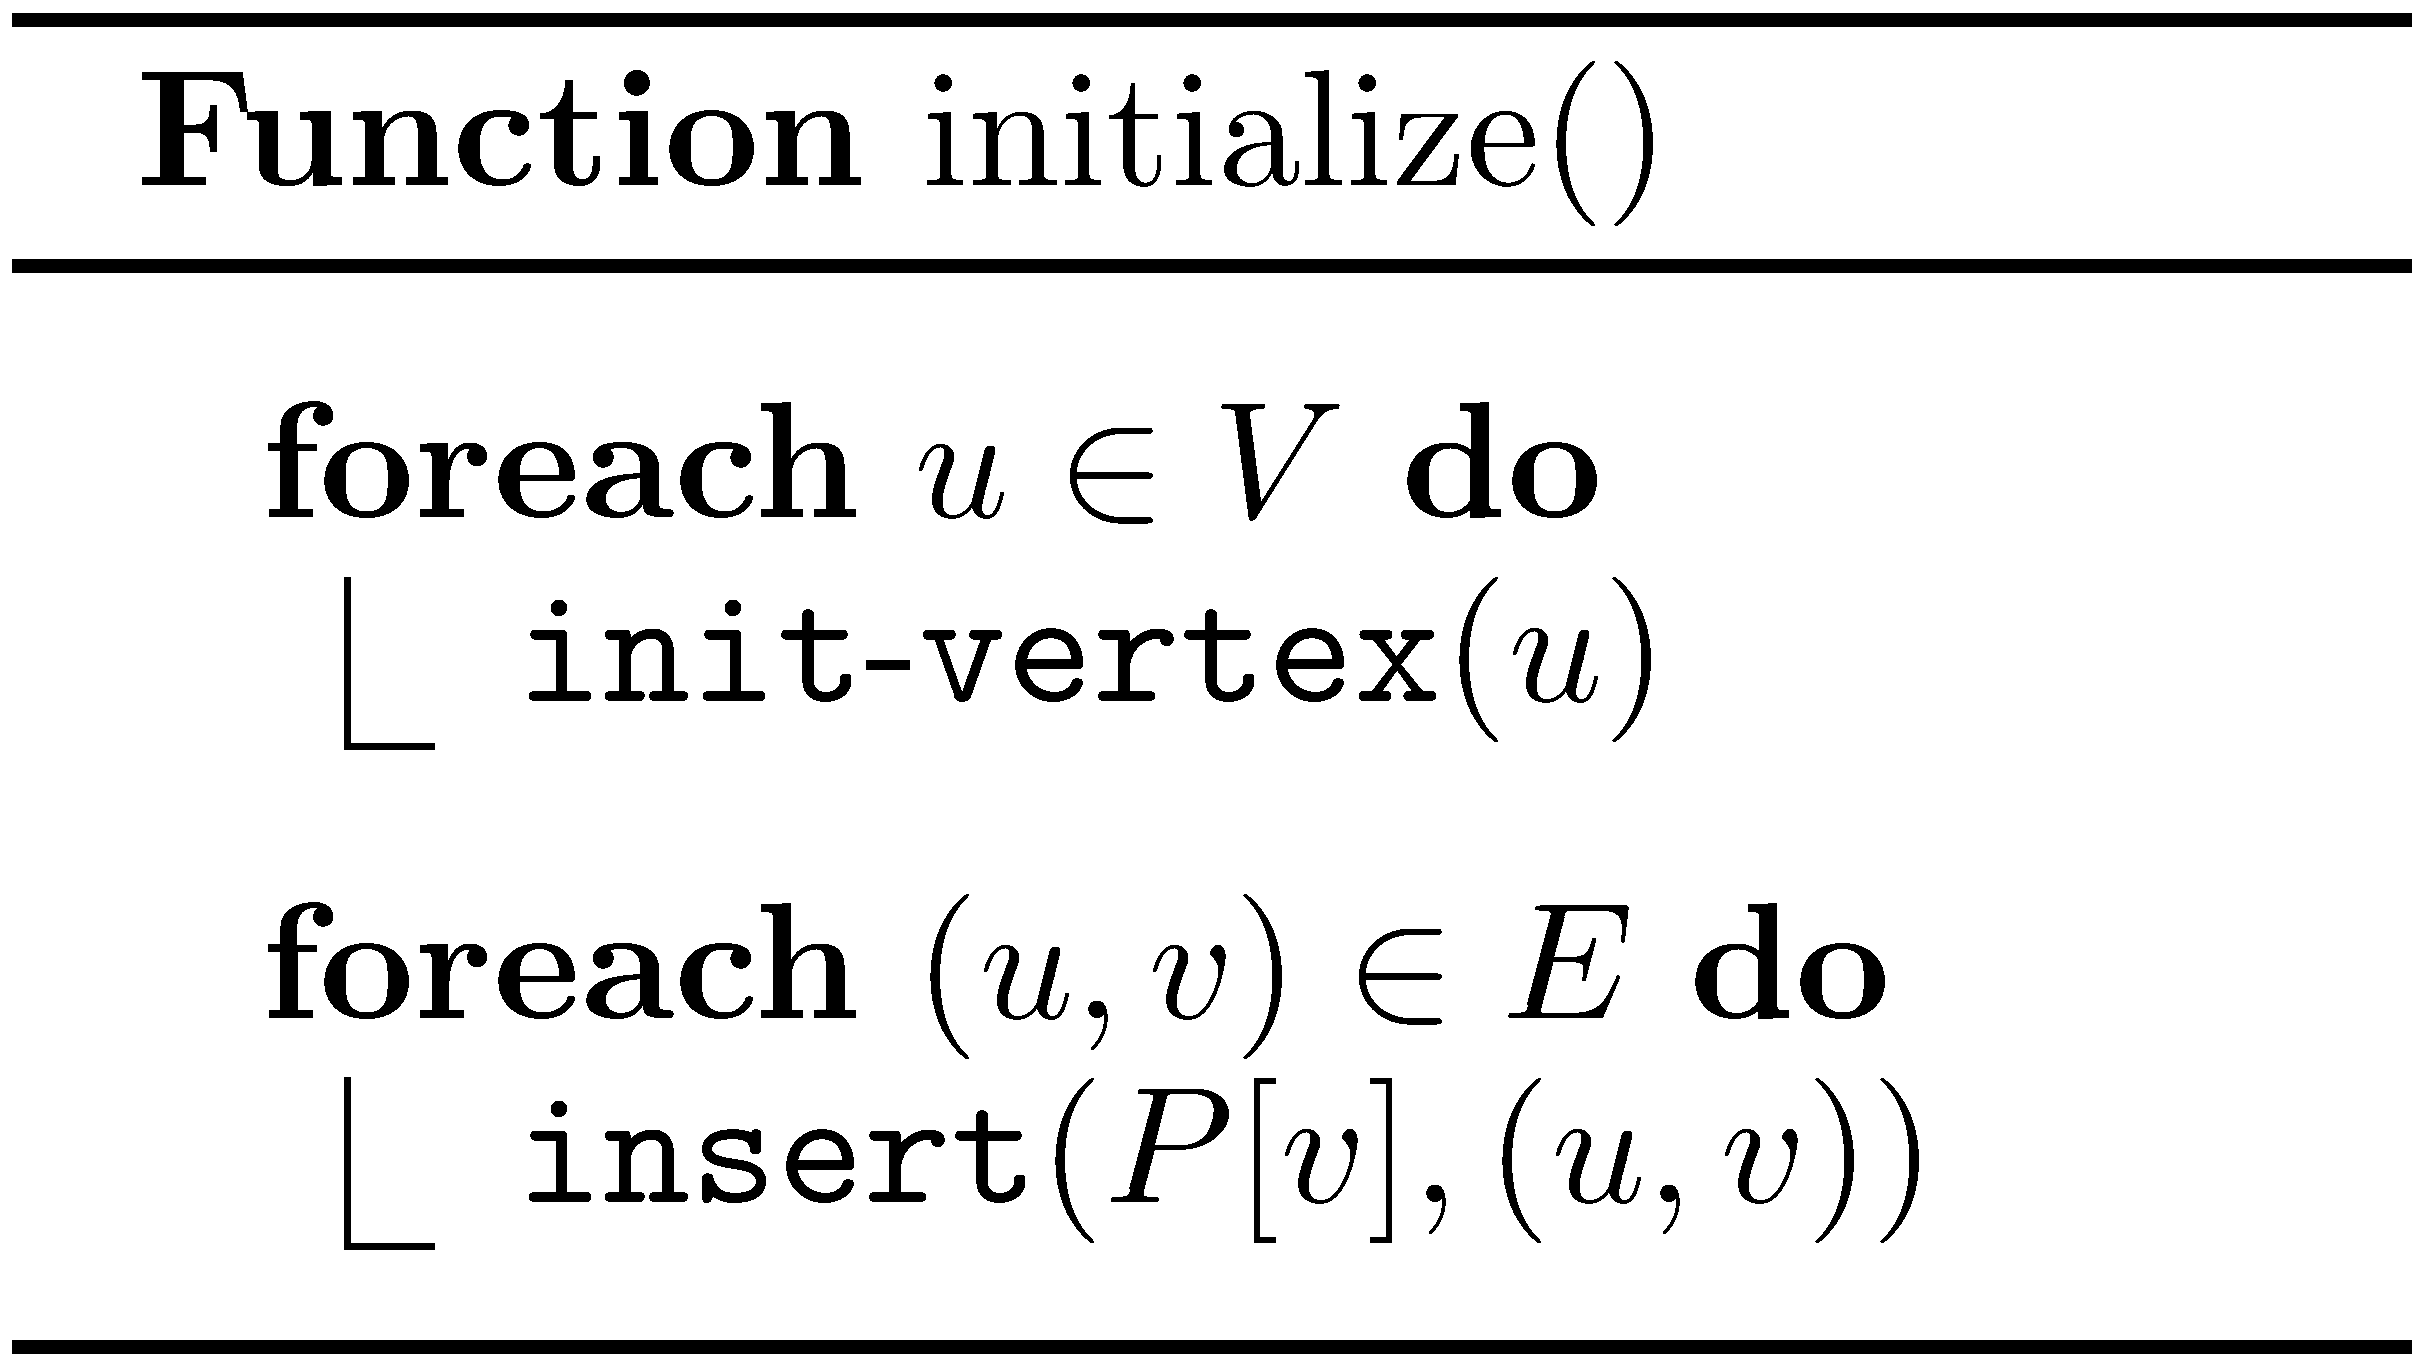 Function initialize()
foreach u ∈ V do
init-vertex(u)
foreach (u, v) ∈ E do
insert(P[v], (u, v))